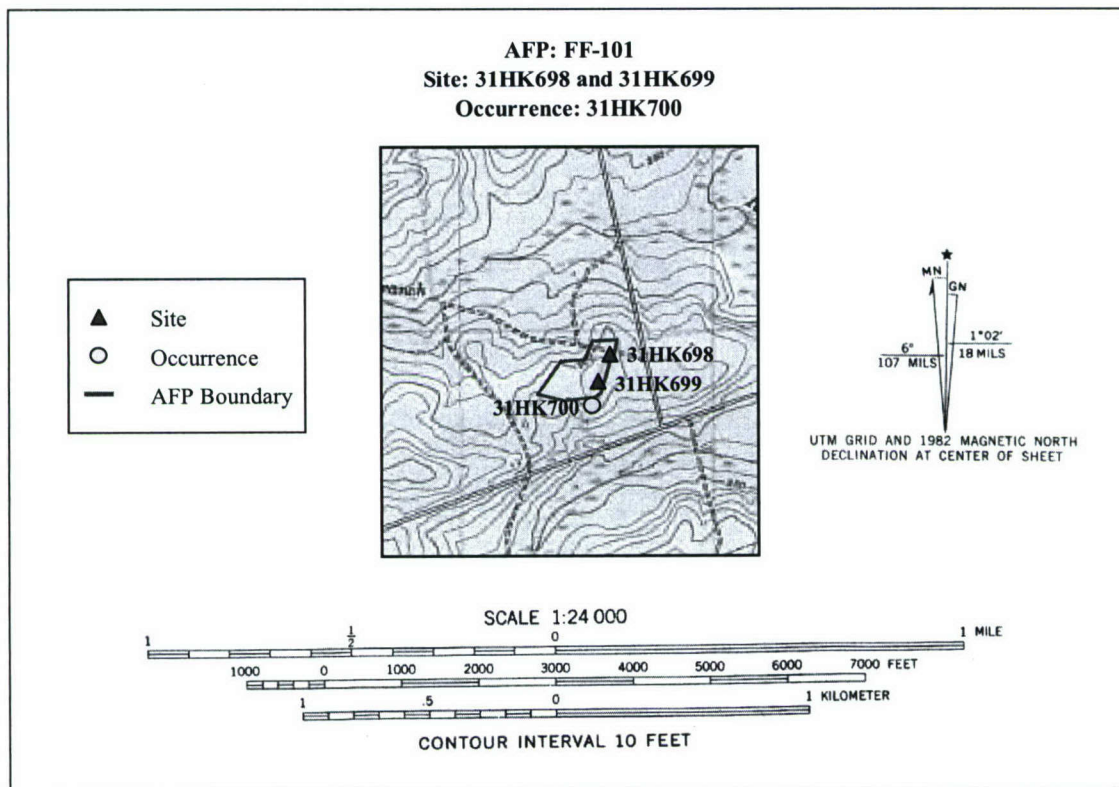 AFP: FF-101
Site: 31HK698 and 31HK699
Occurrence: 31HK700
Site
Occurrence
AFP Boundary
31HK698
31HK699
31HK700
MN
GN
6°
107 MILS
1°02'
18 MILS
UTM GRID AND 1982 MAGNETIC NORTH
DECLINATION AT CENTER OF SHEET
SCALE 1:24 000
1 1/2 0 1 MILE
1000 0 1000 2000 3000 4000 5000 6000 7000 FEET
1 .5 0 1 KILOMETER
CONTOUR INTERVAL 10 FEET